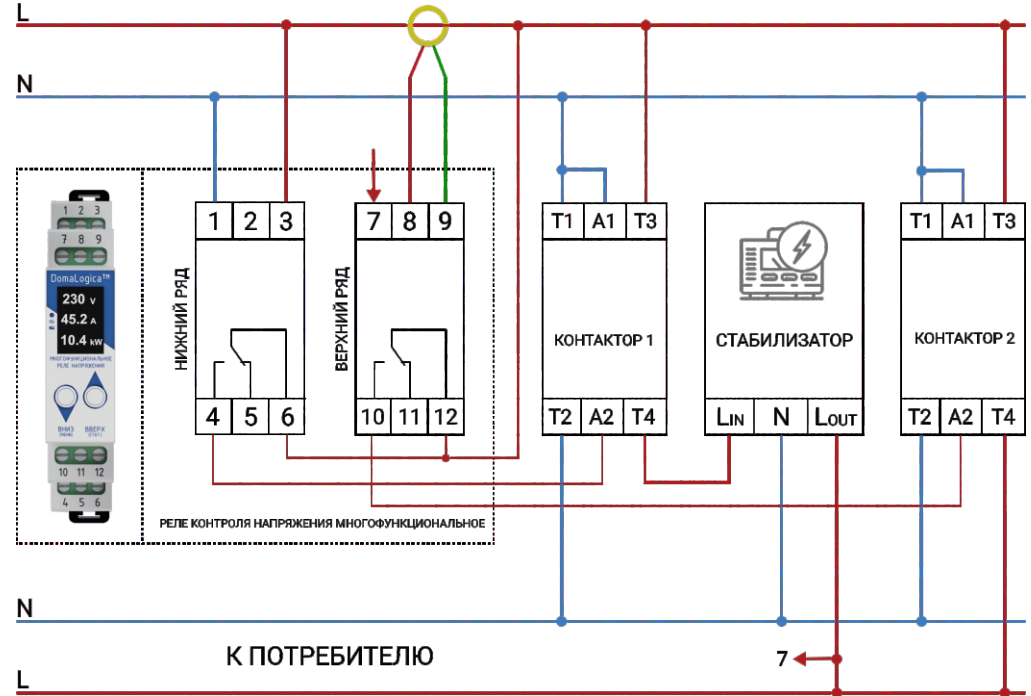 L
N
1 2 3
7 8 9
DomaLogica™
230 v
45.2 A
10.4 kW
МНОГОФУНКЦИОНАЛЬНОЕ
РЕЛЕ НАПРЯЖЕНИЯ
ВНИЗ ВВЕРХ
(МЕНЮ) (СТАТ.)
10 11 12
4 5 6
НИЖНИЙ РЯД
1 2 3
4 5 6
ВЕРХНИЙ РЯД
7 8 9
10 11 12
РЕЛЕ КОНТРОЛЯ НАПРЯЖЕНИЯ МНОГОФУНКЦИОНАЛЬНОЕ
T1 A1 T3
КОНТАКТОР 1
T2 A2 T4
СТАБИЛИЗАТОР
LIN N LOUT
T1 A1 T3
КОНТАКТОР 2
T2 A2 T4
N
К ПОТРЕБИТЕЛЮ
7
L